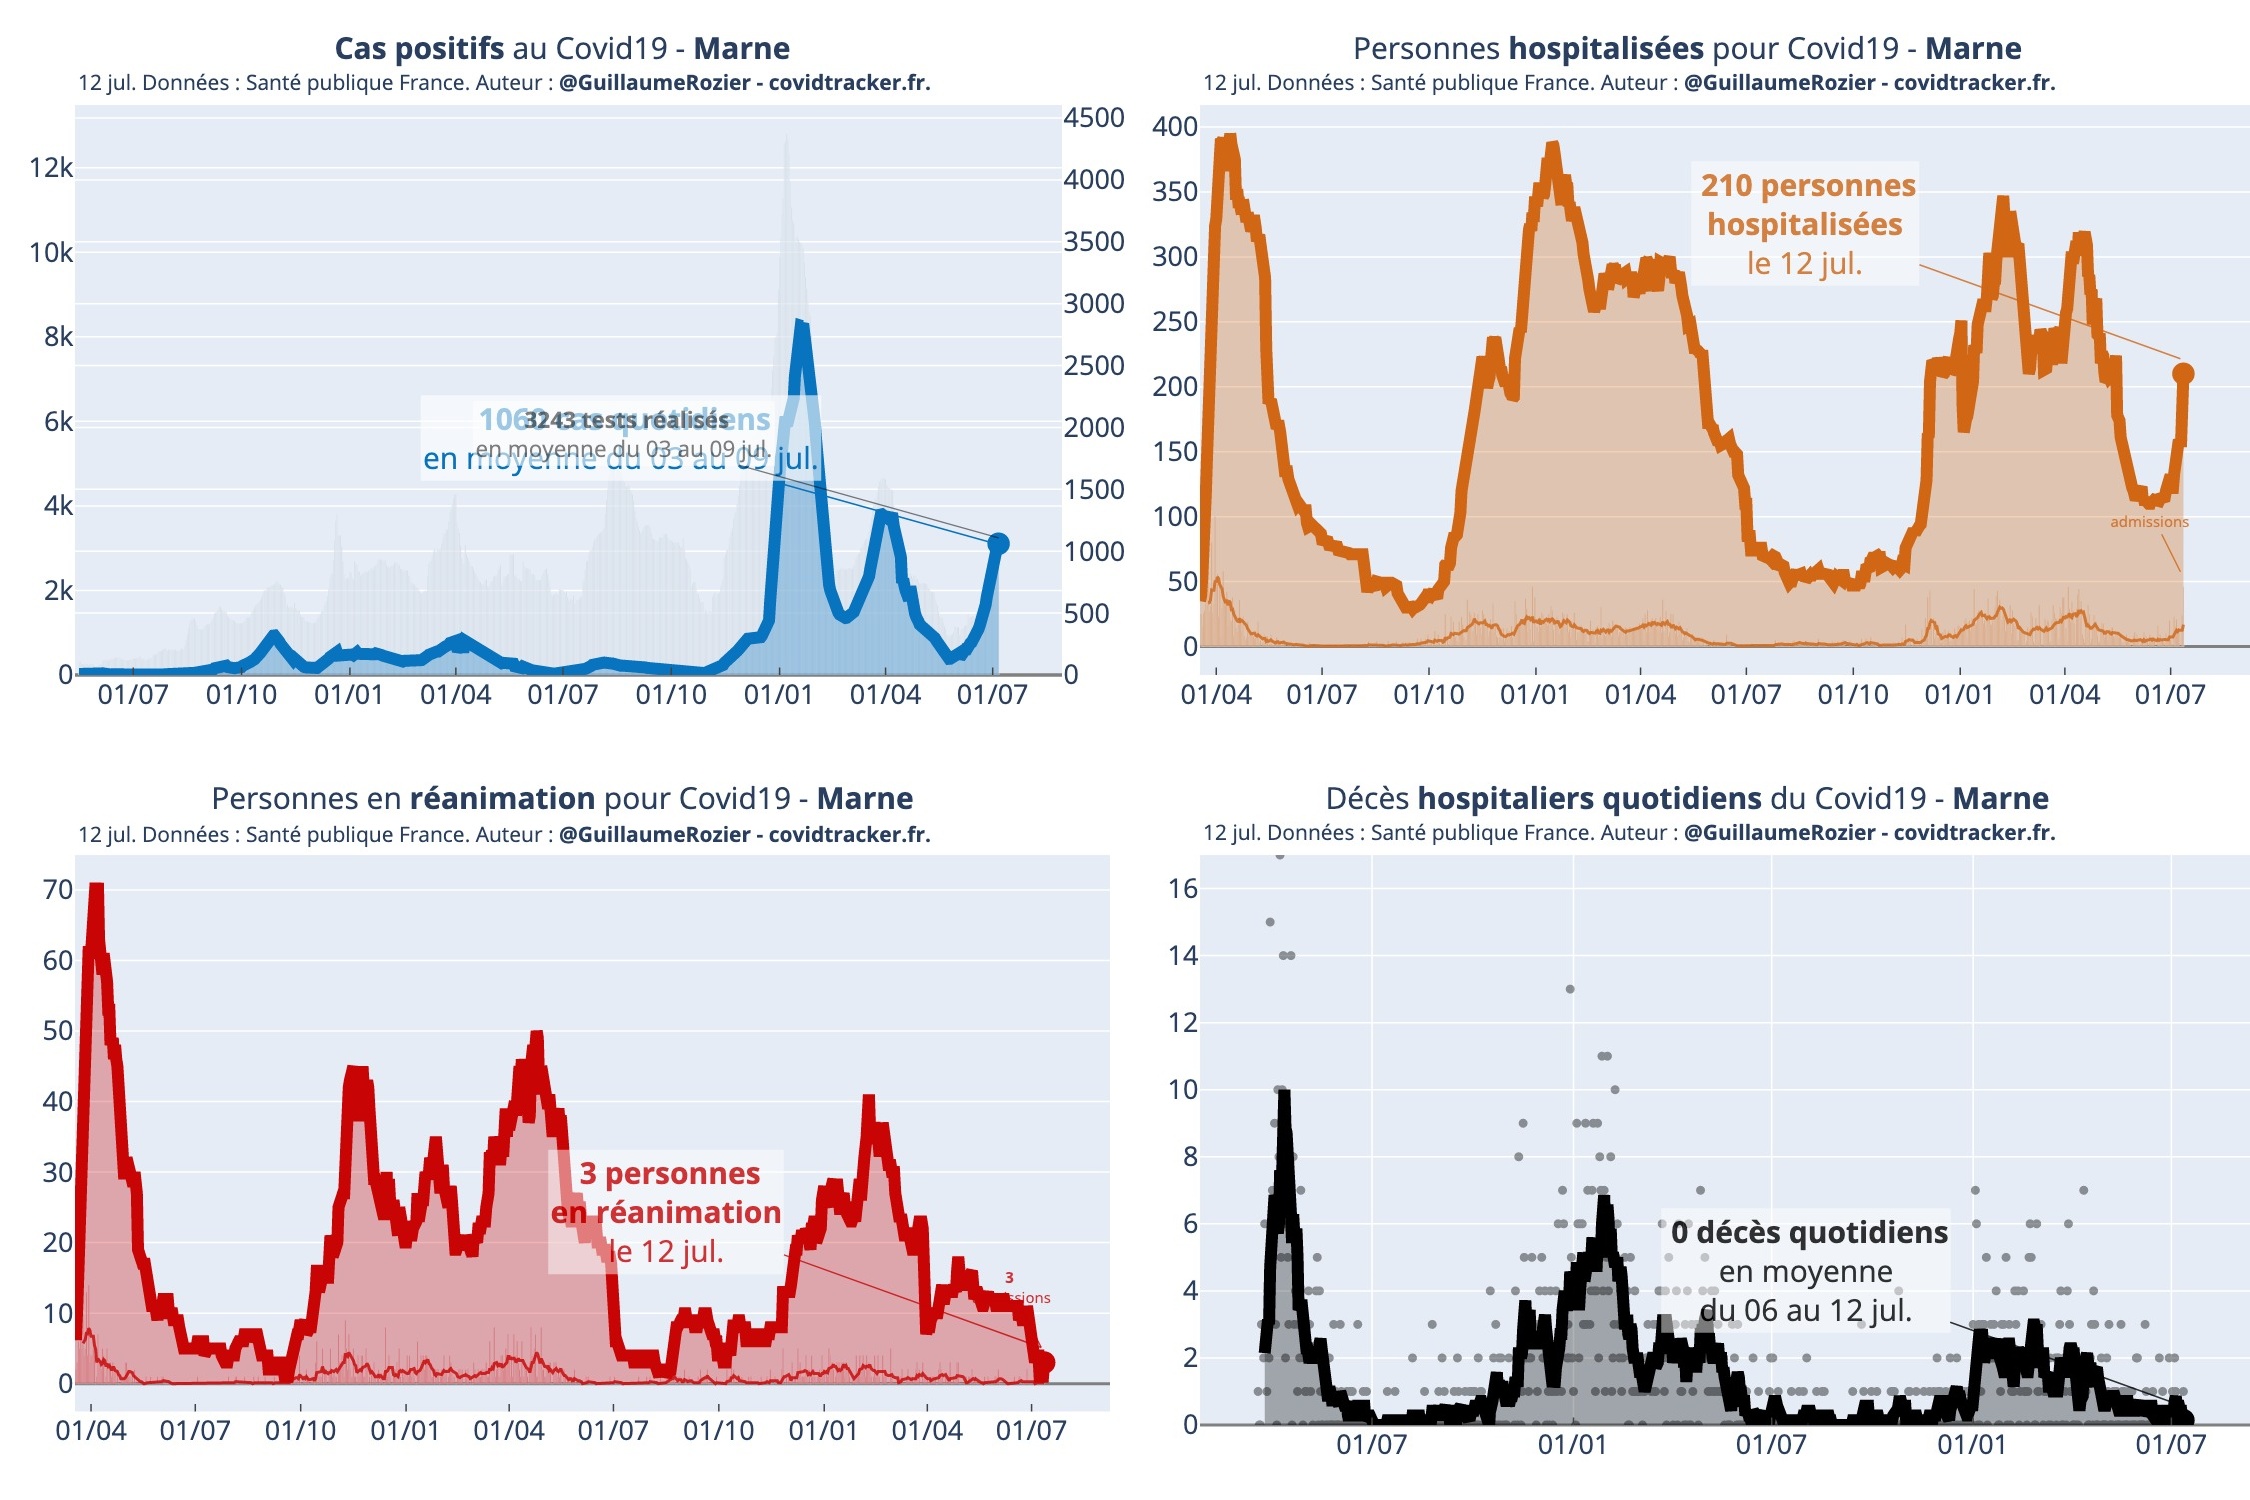 Cas positifs au Covid19 - Marne
12 jul. Données : Santé publique France. Auteur : @GuillaumeRozier - covidtracker.fr.
4500
4000
3500
3000
2500
2000
1500
1000
500
0
12k
10k
8k
6k
4k
2k
0
1060 cas quotidiens
en moyenne du 03 au 09 jul.
3243 tests réalisés
en moyenne du 03 au 09 jul.
01/07 01/10 01/01 01/04 01/07 01/10 01/01 01/04 01/07
Personnes hospitalisées pour Covid19 - Marne
12 jul. Données : Santé publique France. Auteur : @GuillaumeRozier - covidtracker.fr.
400
350
300
250
200
150
100
50
0
210 personnes
hospitalisées
le 12 jul.
admissions
01/04 01/07 01/10 01/01 01/04 01/07 01/10 01/01 01/04 01/07
Personnes en réanimation pour Covid19 - Marne
12 jul. Données : Santé publique France. Auteur : @GuillaumeRozier - covidtracker.fr.
70
60
50
40
30
20
10
0
3 personnes
en réanimation
le 12 jul.
3
01/04 01/07 01/10 01/01 01/04 01/07 01/10 01/01 01/04 01/07
Décès hospitaliers quotidiens du Covid19 - Marne
12 jul. Données : Santé publique France. Auteur : @GuillaumeRozier - covidtracker.fr.
16
14
12
10
8
6
4
2
0
0 décès quotidiens
en moyenne
du 06 au 12 jul.
01/07 01/01 01/07 01/01 01/07